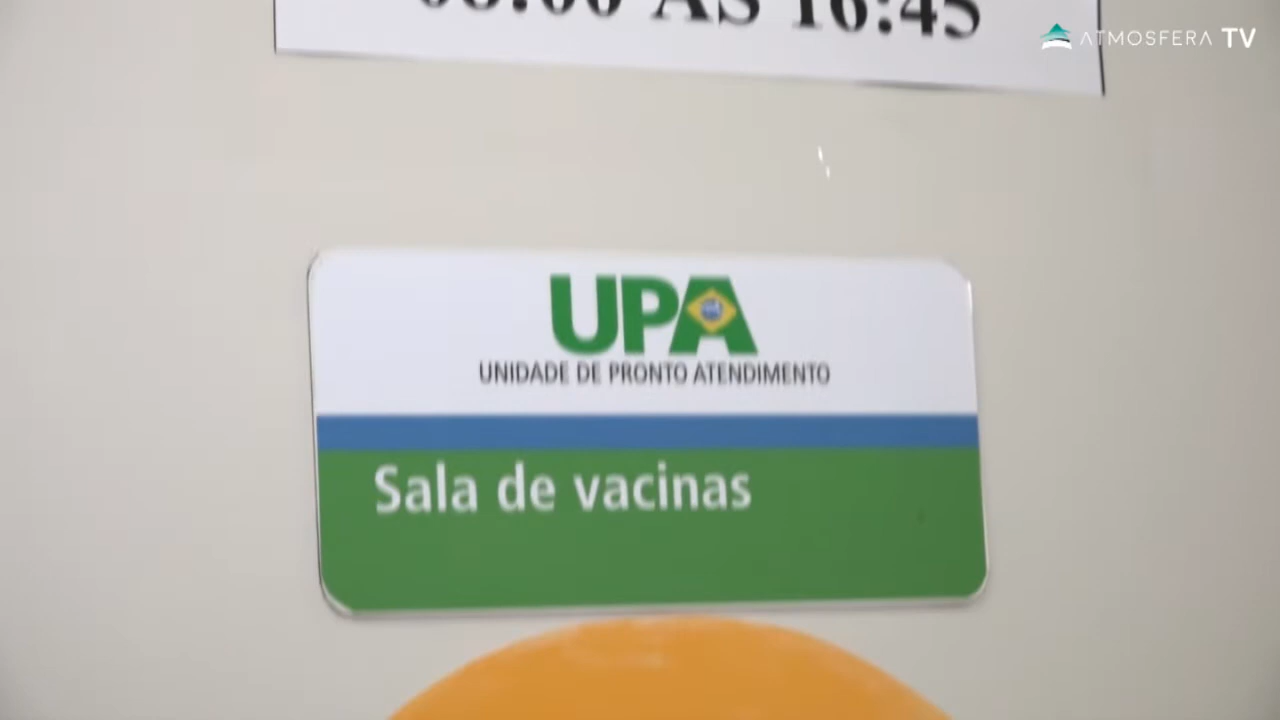 ÀS 16:45
ATMOSFERA TV
UPA
UNIDADE DE PRONTO ATENDIMENTO
Sala de vacinas